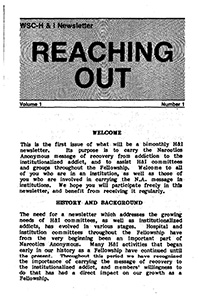 WSC-H & I Newsletter
REACHING
OUT
Volume 1 Number 1
WELCOME
This is the first issue of what will be a bimonthly H&I
newsletter. Its purpose is to carry the Narcotics
Anonymous message of recovery from addiction to the
institutionalized addict, and to assist H&I committees
and groups throughout the Fellowship. Welcome to all
of you who are in an institution, as well as those of
you who are involved in carrying the N.A. message in
institutions. We hope you will participate freely in this
newsletter, and benefit from receiving it regularly.
HISTORY AND BACKGROUND
The need for a newsletter which addresses the growing
needs of H&I committees, as well as institutionalized
addicts, has evolved in various stages. Hospital and
institution committees throughout the Fellowship have
from the very beginning been an important part of
Narcotics Anonymous. Many H&I activities that began
early in our history as a Fellowship have continued until
the present. Throughout this period we have recognized
the importance of carrying the message of recovery to
the institutionalized addict, and members' willingness to
do that has had a direct impact on our growth as a
Fellowship.